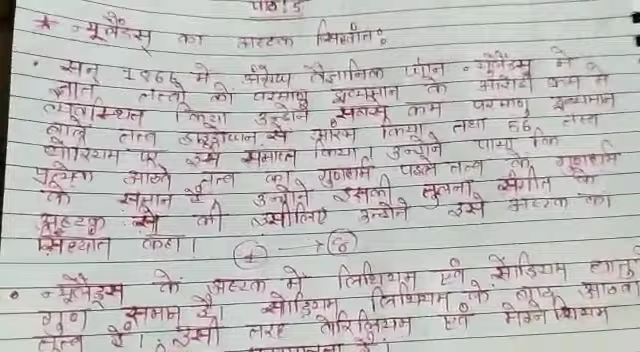 पाठ 5
* न्यूलैंड्स का अष्टक सिद्धांत:
• सन् 1866 में अंग्रेज वैज्ञानिक जॉन न्यूलैंड्स ने
ज्ञात तत्वों को परमाणु द्रव्यमान के आरोही क्रम में
व्यवस्थित किया उन्होंने सबसे कम परमाणु द्रव्यमान
वाले तत्व हाइड्रोजन से आरंभ किया तथा 56 तत्व
थोरियम पर इसे समाप्त किया। उन्होंने पाया कि
प्रत्येक आठवे तत्व का गुणधर्म पहले तत्व के गुणधर्म
के समान है उन्होंने इसकी तुलना संगीत के
अष्टक से की इसीलिए उन्होंने इसे अष्टक का
सिद्धांत कहा।
• न्यूलैंड्स के अष्टक में लिथियम एवं सोडियम
गुण समान है। सोडियम लिथियम के बाद आठवा
तत्व है। इसी तरह बेरिलियम एवं मैग्नेशियम